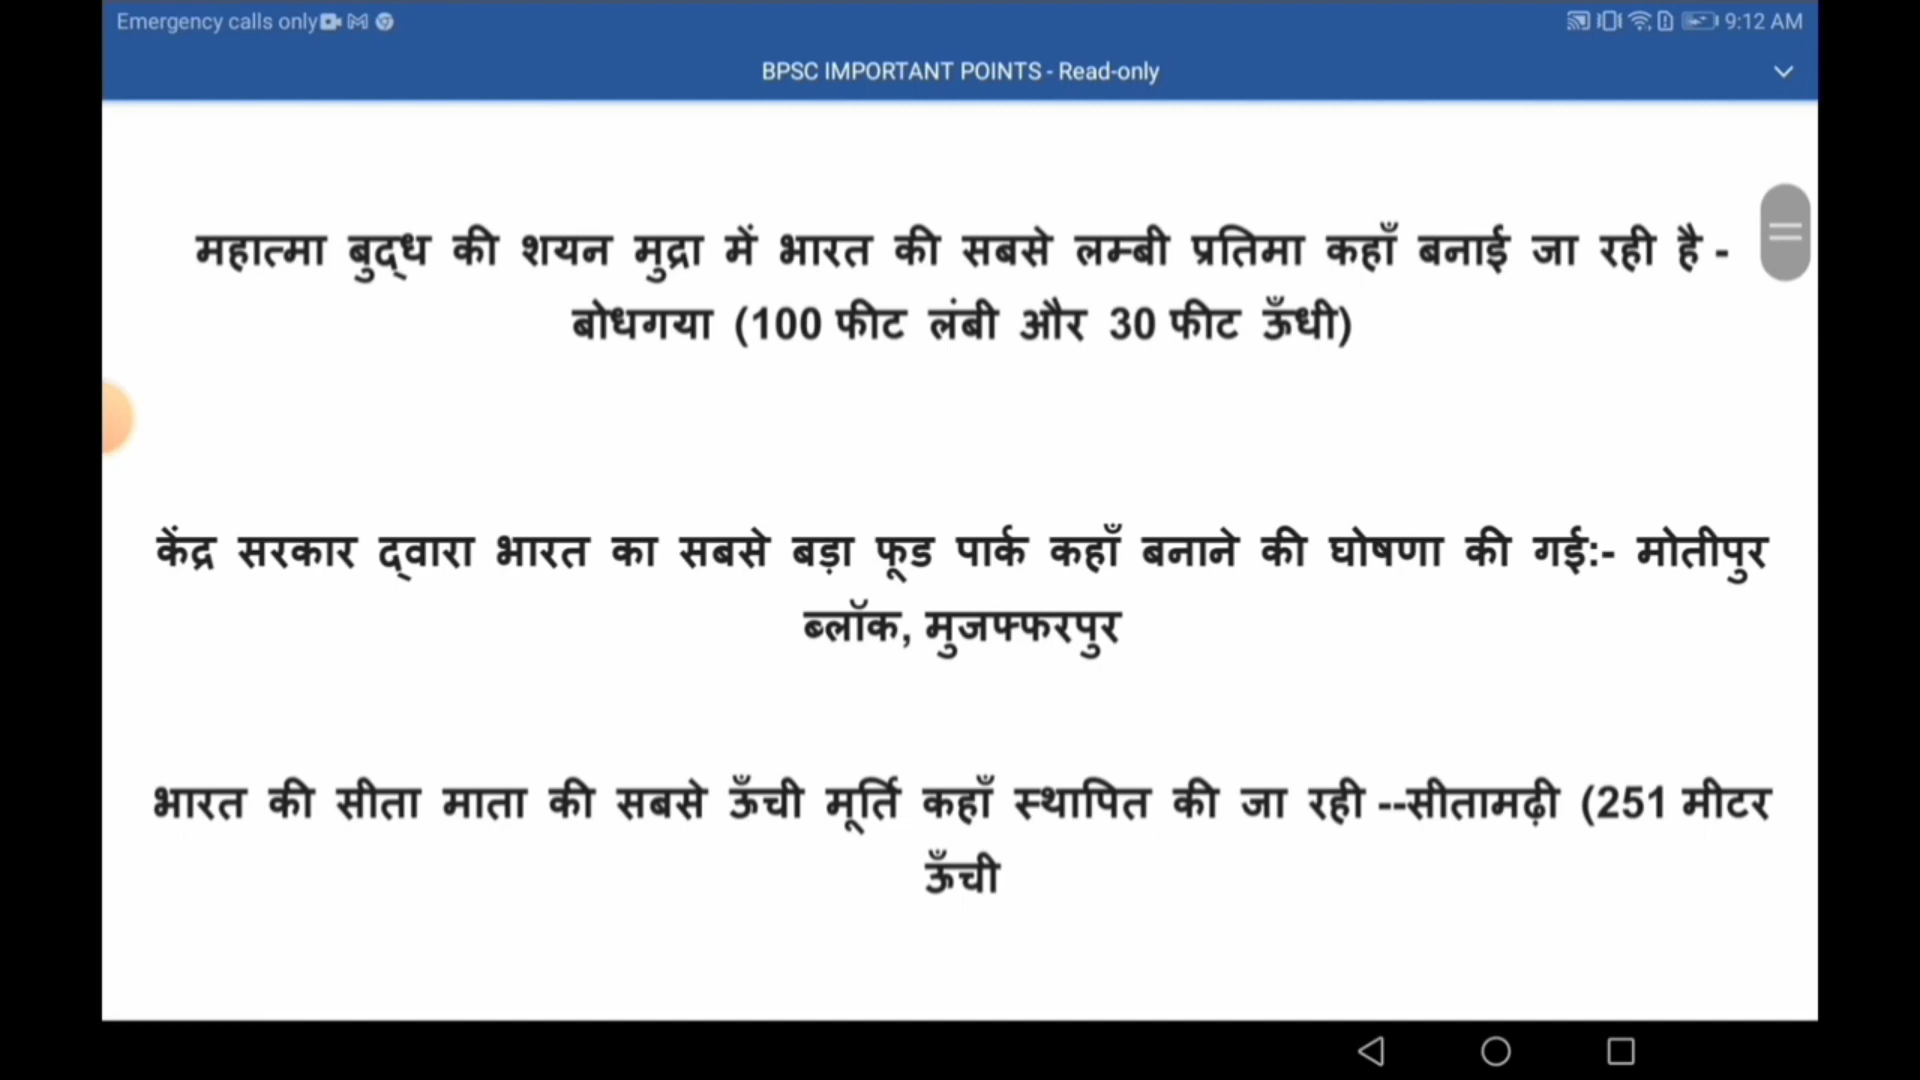 Emergency calls only
9:12 AM
BPSC IMPORTANT POINTS - Read-only
महात्मा बुद्ध की शयन मुद्रा में भारत की सबसे लम्बी प्रतिमा कहाँ बनाई जा रही है -
बोधगया (100 फीट लंबी और 30 फीट ऊँधी)
केंद्र सरकार द्वारा भारत का सबसे बड़ा फूड पार्क कहाँ बनाने की घोषणा की गई:- मोतीपुर
ब्लॉक, मुजफ्फरपुर
भारत की सीता माता की सबसे ऊँची मूर्ति कहाँ स्थापित की जा रही --सीतामढ़ी (251 मीटर
ऊँची